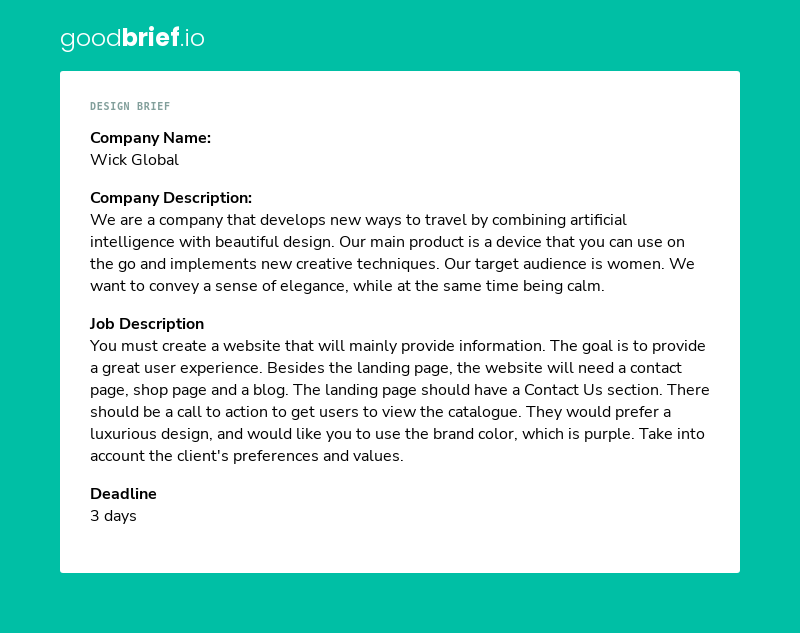 goodbrief.io
DESIGN BRIEF
Company Name:
Wick Global
Company Description:
We are a company that develops new ways to travel by combining artificial
intelligence with beautiful design. Our main product is a device that you can use on
the go and implements new creative techniques. Our target audience is women. We
want to convey a sense of elegance, while at the same time being calm.
Job Description
You must create a website that will mainly provide information. The goal is to provide
a great user experience. Besides the landing page, the website will need a contact
page, shop page and a blog. The landing page should have a Contact Us section. There
should be a call to action to get users to view the catalogue. They would prefer a
luxurious design, and would like you to use the brand color, which is purple. Take into
account the client's preferences and values.
Deadline
3 days